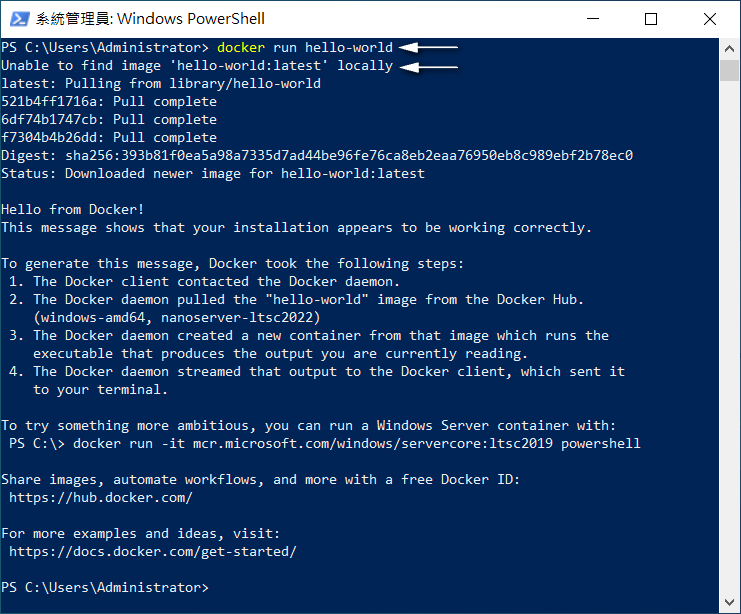 系統管理員: Windows PowerShell
PS C:\Users\Administrator> docker run hello-world
Unable to find image 'hello-world:latest' locally
latest: Pulling from library/hello-world
521b4ff1716a: Pull complete
6df74b1747cb: Pull complete
f7304b4b26dd: Pull complete
Digest: sha256:393b81f0ea5a98a7335d7ad44be96fe76ca8eb2eaa76950eb8c989ebf2b78ec0
Status: Downloaded newer image for hello-world:latest

Hello from Docker!
This message shows that your installation appears to be working correctly.

To generate this message, Docker took the following steps:
 1. The Docker client contacted the Docker daemon.
 2. The Docker daemon pulled the "hello-world" image from the Docker Hub.
    (windows-amd64, nanoserver-ltsc2022)
 3. The Docker daemon created a new container from that image which runs the
    executable that produces the output you are currently reading.
 4. The Docker daemon streamed that output to the Docker client, which sent it
    to your terminal.

To try something more ambitious, you can run a Windows Server container with:
 PS C:\> docker run -it mcr.microsoft.com/windows/servercore:ltsc2019 powershell

Share images, automate workflows, and more with a free Docker ID:
 https://hub.docker.com/

For more examples and ideas, visit:
 https://docs.docker.com/get-started/

PS C:\Users\Administrator>